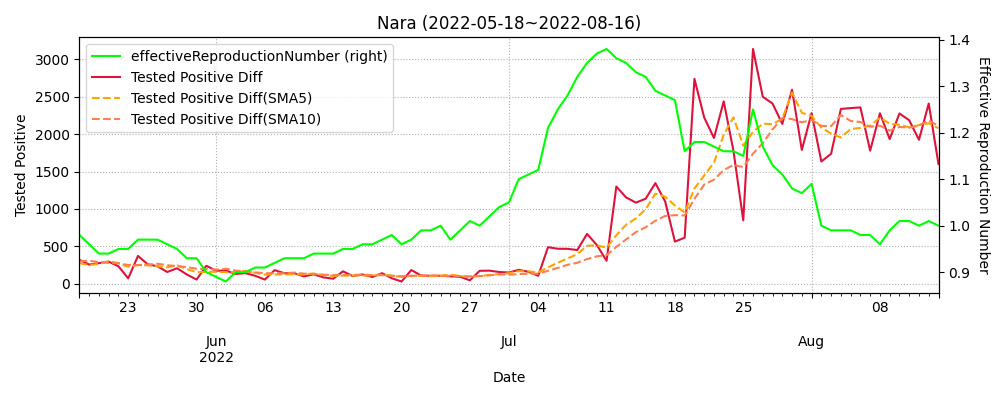 Nara (2022-05-18~2022-08-16)
effectiveReproductionNumber (right)
Tested Positive Diff
Tested Positive Diff(SMA5)
Tested Positive Diff(SMA10)
Tested Positive
3000
2500
2000
1500
1000
500
0
1.4
1.3
1.2
1.1
1.0
0.9
Effective Reproduction Number
23 30 06 13 20 27 04 11 18 25 08
Jun Jul Aug
2022
Date